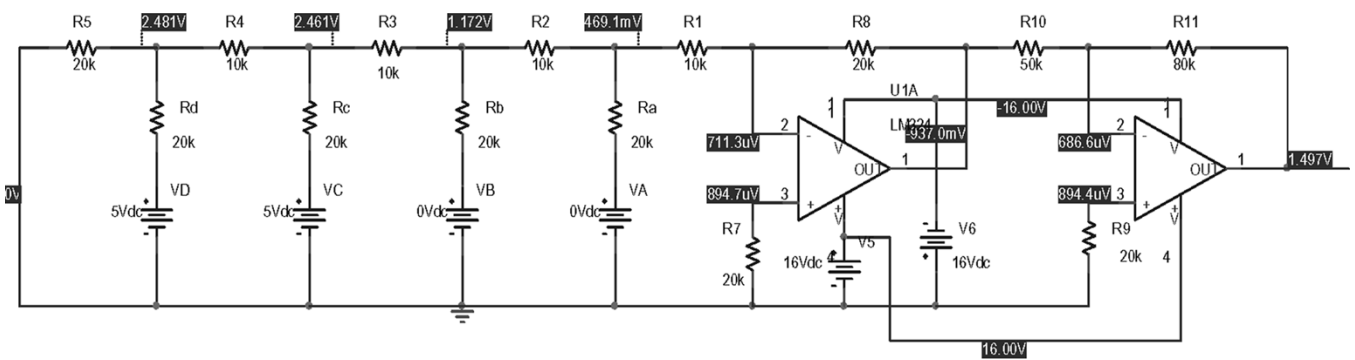 R5 2.481V R4 2.461V R3 1.172V R2 469.1mV R1 R8 R10 R11
20k 10k 10k 10k 10k 20k 50k 80k
U1A
Rd Rc Rb Ra 1 -16.00V 1
20k 20k 20k 20k LM324 -937.0mV
711.3uV 2 - V 686.6uV 2 - V
OUT 1 OUT 1 1.497V
0V VD VC VB VA 894.7uV 3 + V 894.4uV 3 + V
5Vdc 5Vdc 0Vdc 0Vdc R7 V5 V6 R9
20k 16Vdc 4 16Vdc 20k 4
16.00V